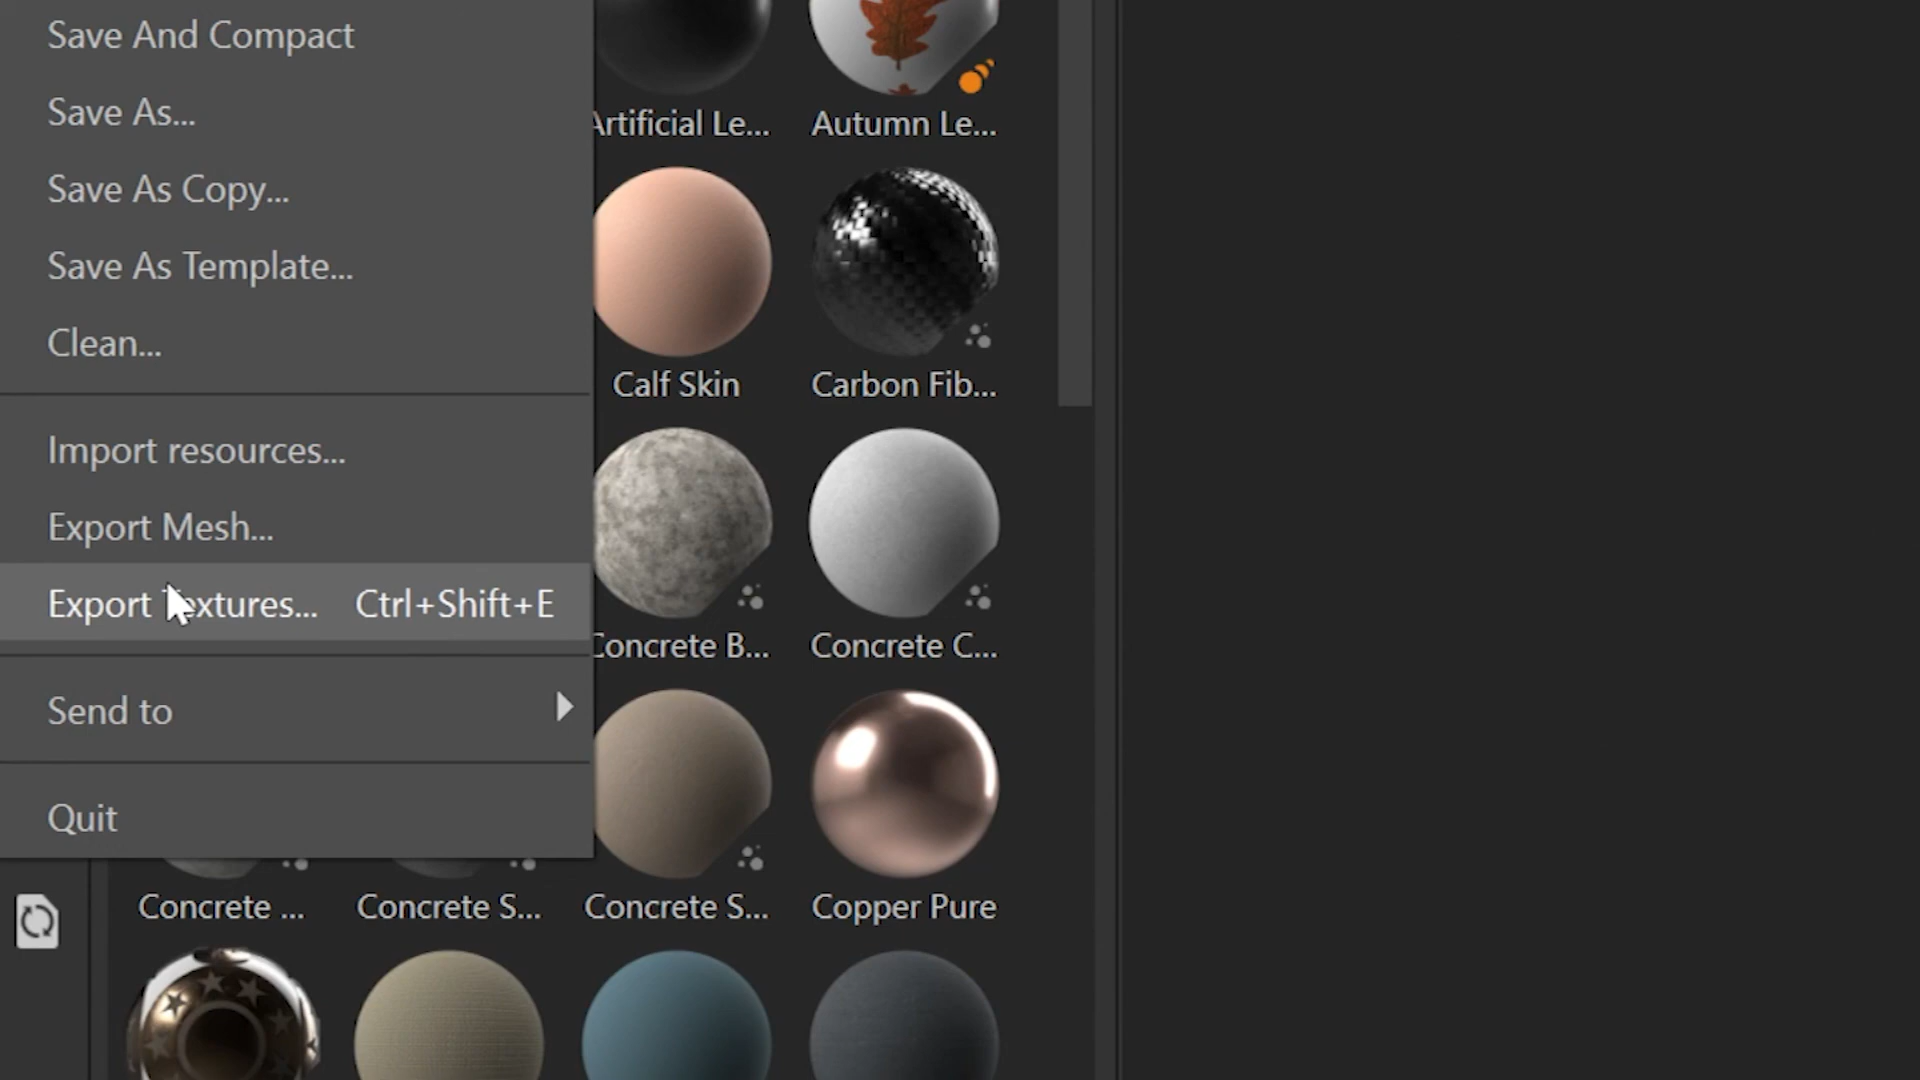 Save And Compact
Save As...
Save As Copy...
Save As Template...
Clean...
Import resources...
Export Mesh...
Export Textures... Ctrl+Shift+E
Send to
Quit
Artificial Le... Autumn Le...
Calf Skin Carbon Fib...
Concrete B... Concrete C...
Concrete ... Concrete S... Concrete S... Copper Pure